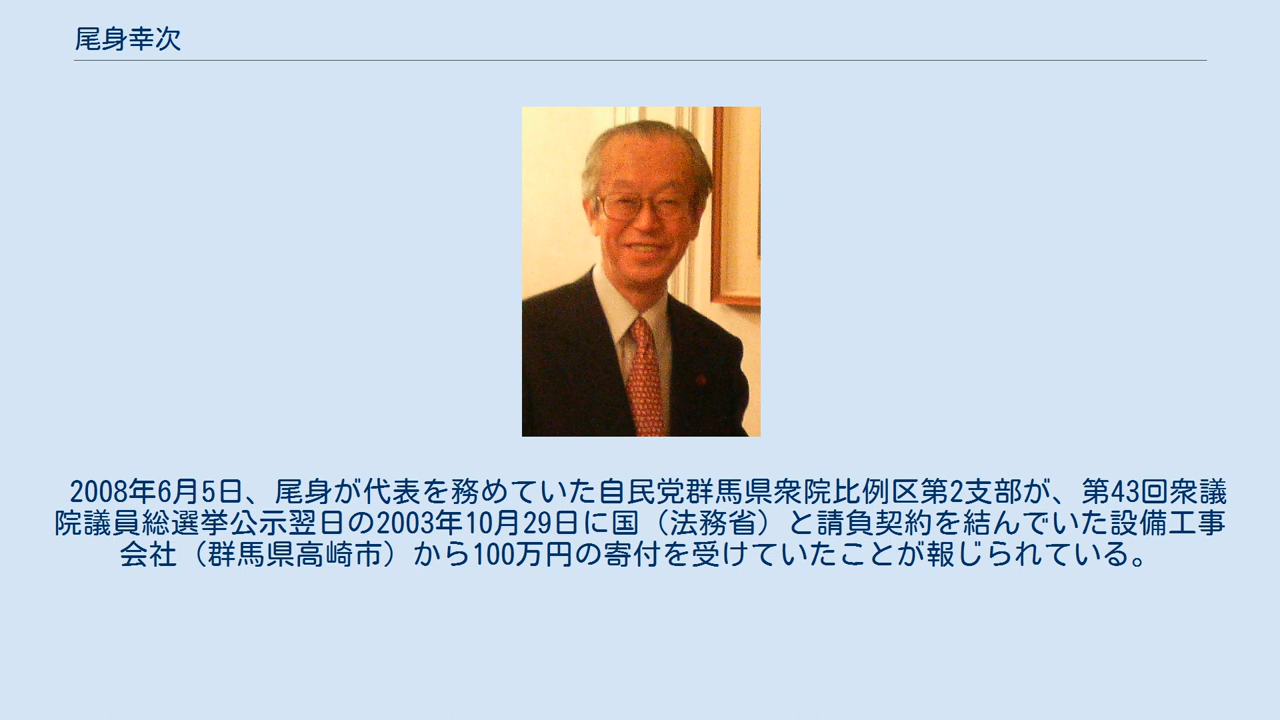 尾身幸次
2008年6月5日、尾身が代表を務めていた自民党群馬県衆院比例区第2支部が、第43回衆議
院議員総選挙公示翌日の2003年10月29日に国（法務省）と請負契約を結んでいた設備工事
会社（群馬県高崎市）から100万円の寄付を受けていたことが報じられている。